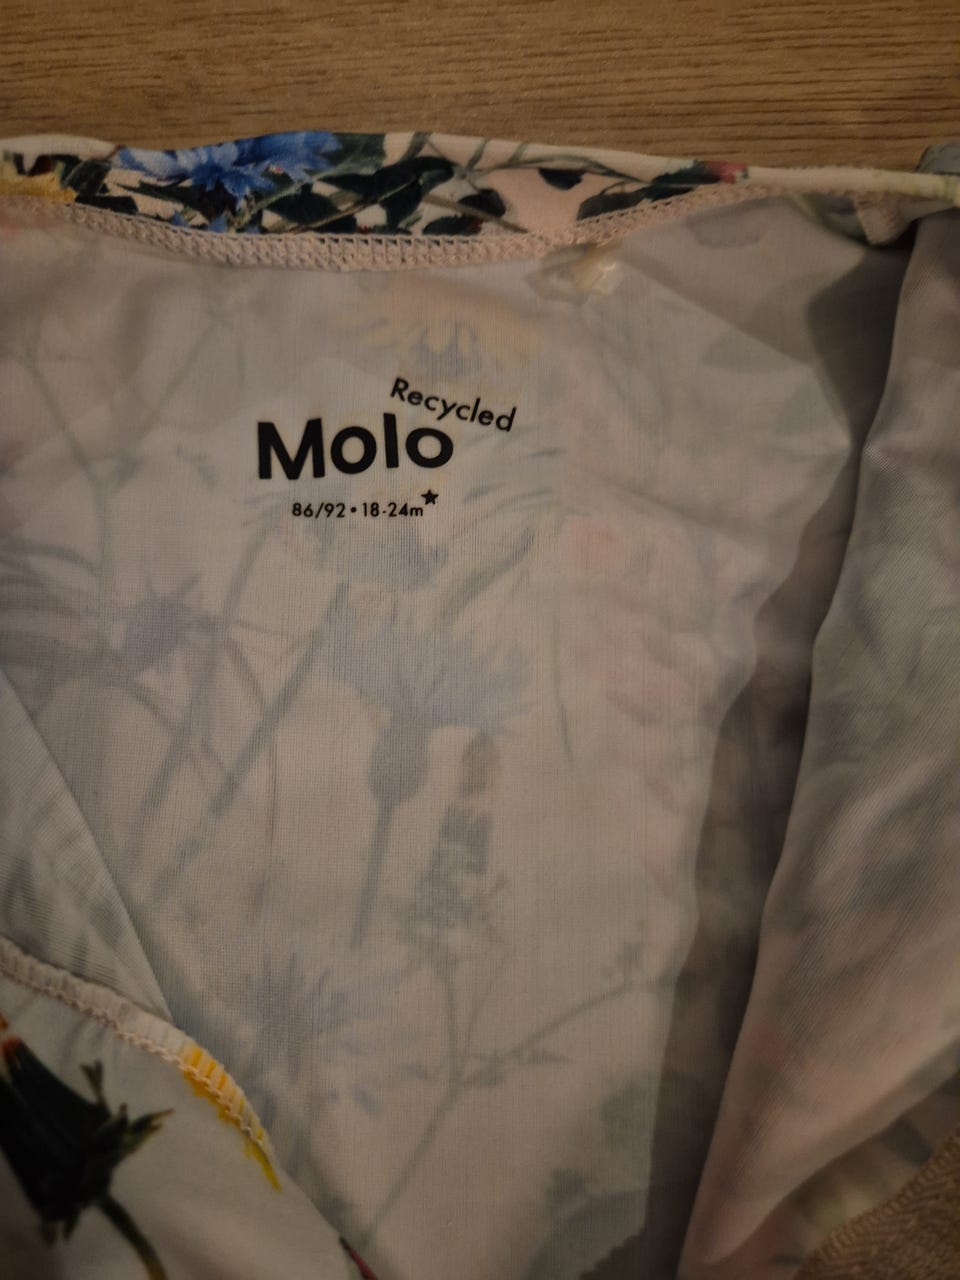 Recycled
Molo
86/92 • 18-24m★